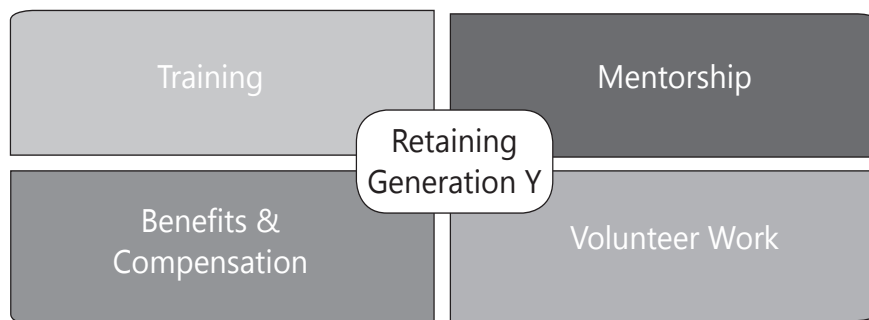 Training
Mentorship
Retaining
Generation Y
Benefits &
Compensation
Volunteer Work